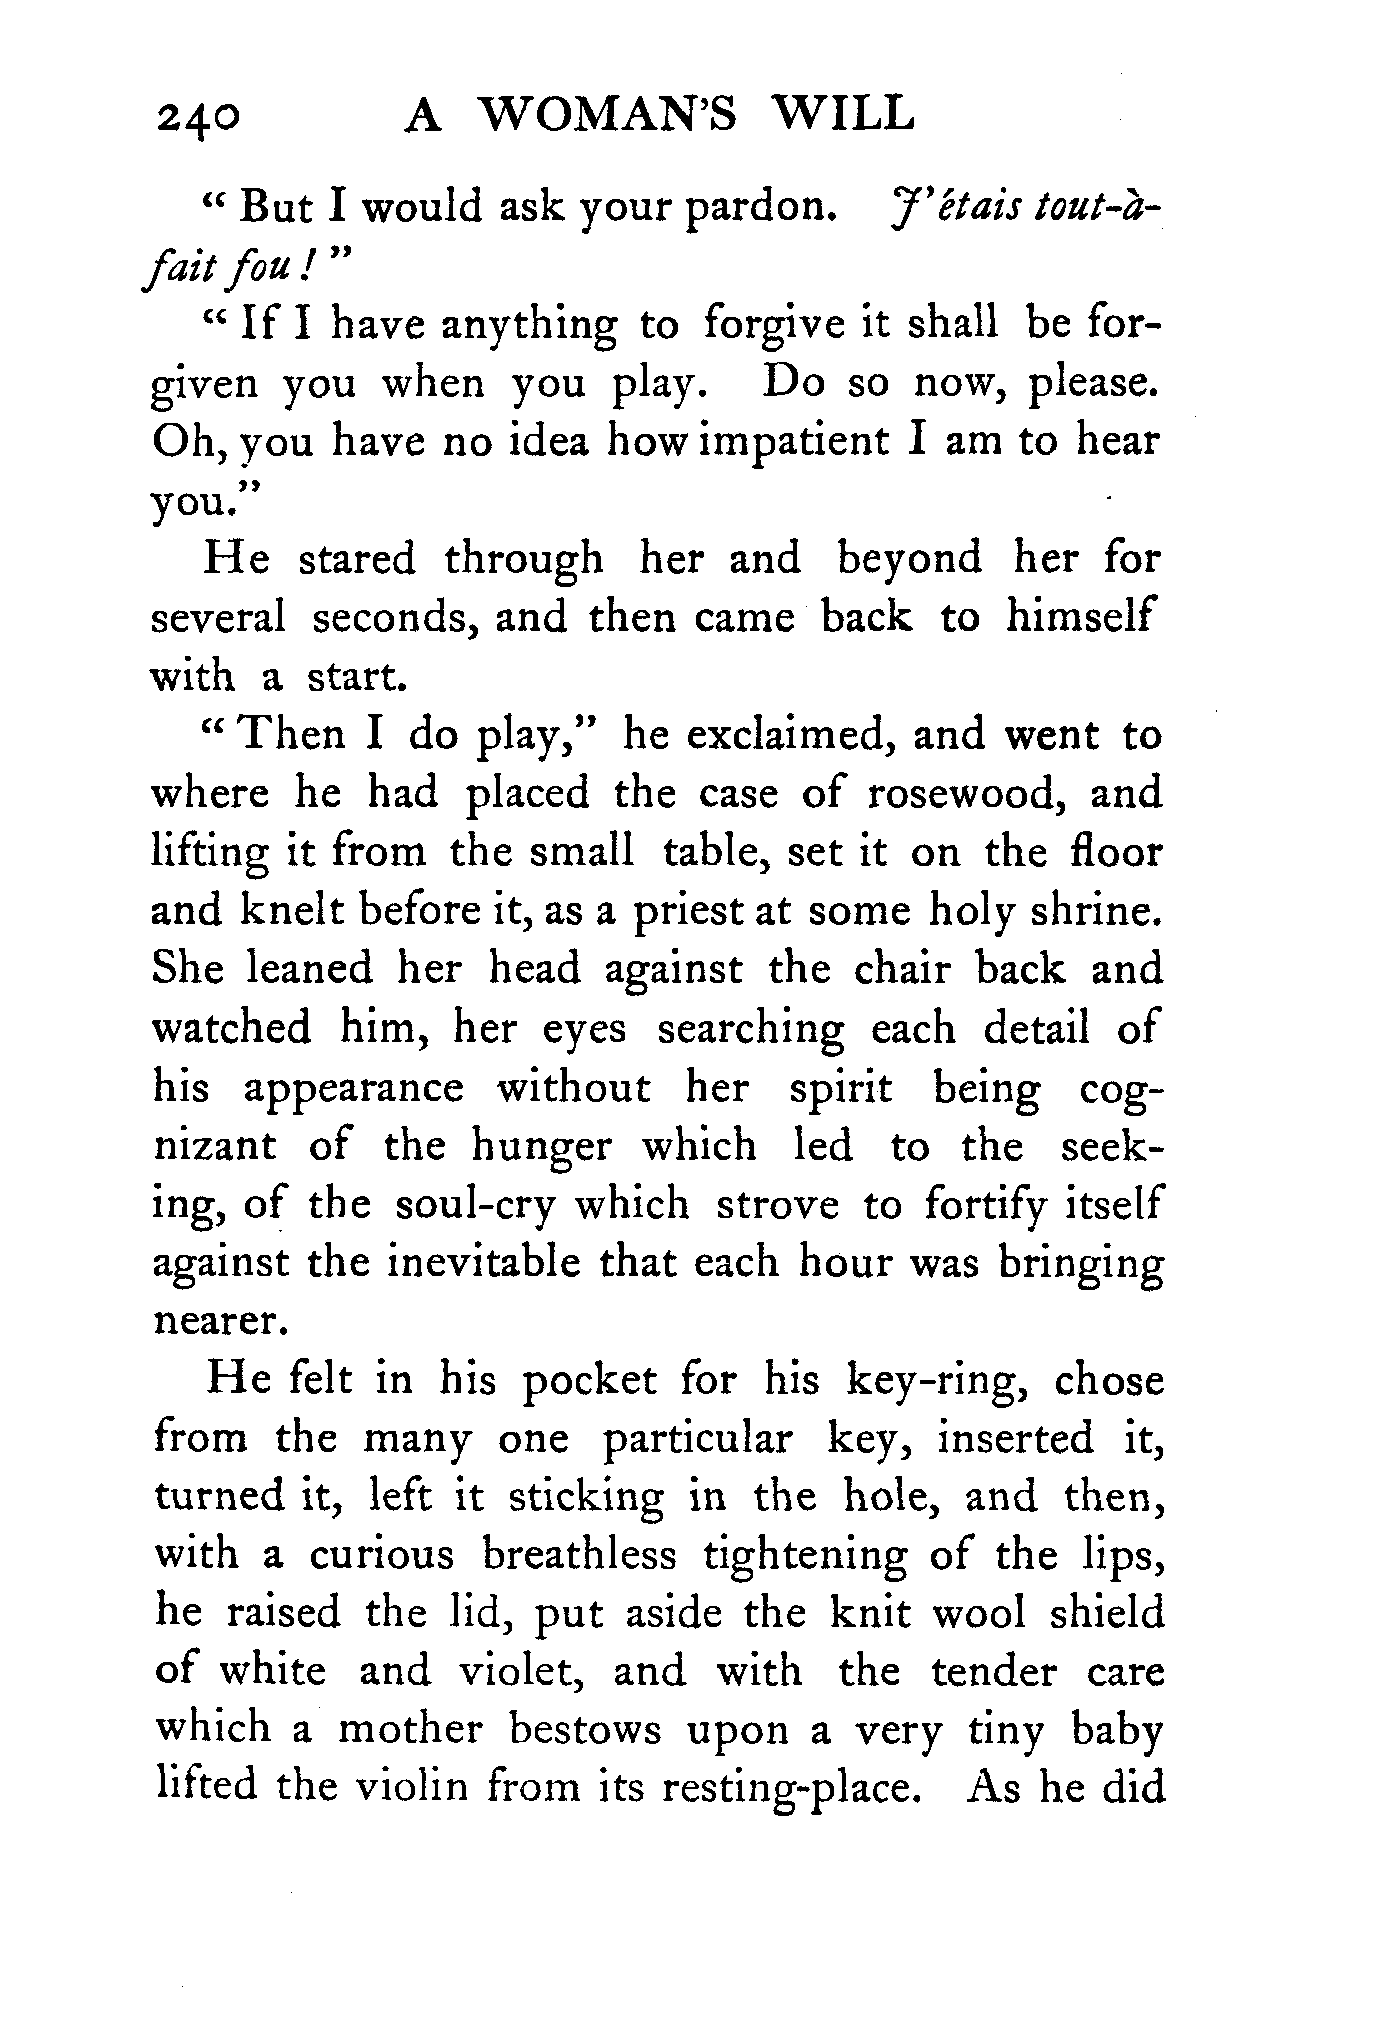 240 A WOMAN'S WILL
“ But I would ask your pardon. J'étais tout-à-
fait fou ! ”
“ If I have anything to forgive it shall be for-
given you when you play. Do so now, please.
Oh, you have no idea how impatient I am to hear
you.”
He stared through her and beyond her for
several seconds, and then came back to himself
with a start.
“ Then I do play,” he exclaimed, and went to
where he had placed the case of rosewood, and
lifting it from the small table, set it on the floor
and knelt before it, as a priest at some holy shrine.
She leaned her head against the chair back and
watched him, her eyes searching each detail of
his appearance without her spirit being cog-
nizant of the hunger which led to the seek-
ing, of the soul-cry which strove to fortify itself
against the inevitable that each hour was bringing
nearer.
He felt in his pocket for his key-ring, chose
from the many one particular key, inserted it,
turned it, left it sticking in the hole, and then,
with a curious breathless tightening of the lips,
he raised the lid, put aside the knit wool shield
of white and violet, and with the tender care
which a mother bestows upon a very tiny baby
lifted the violin from its resting-place. As he did